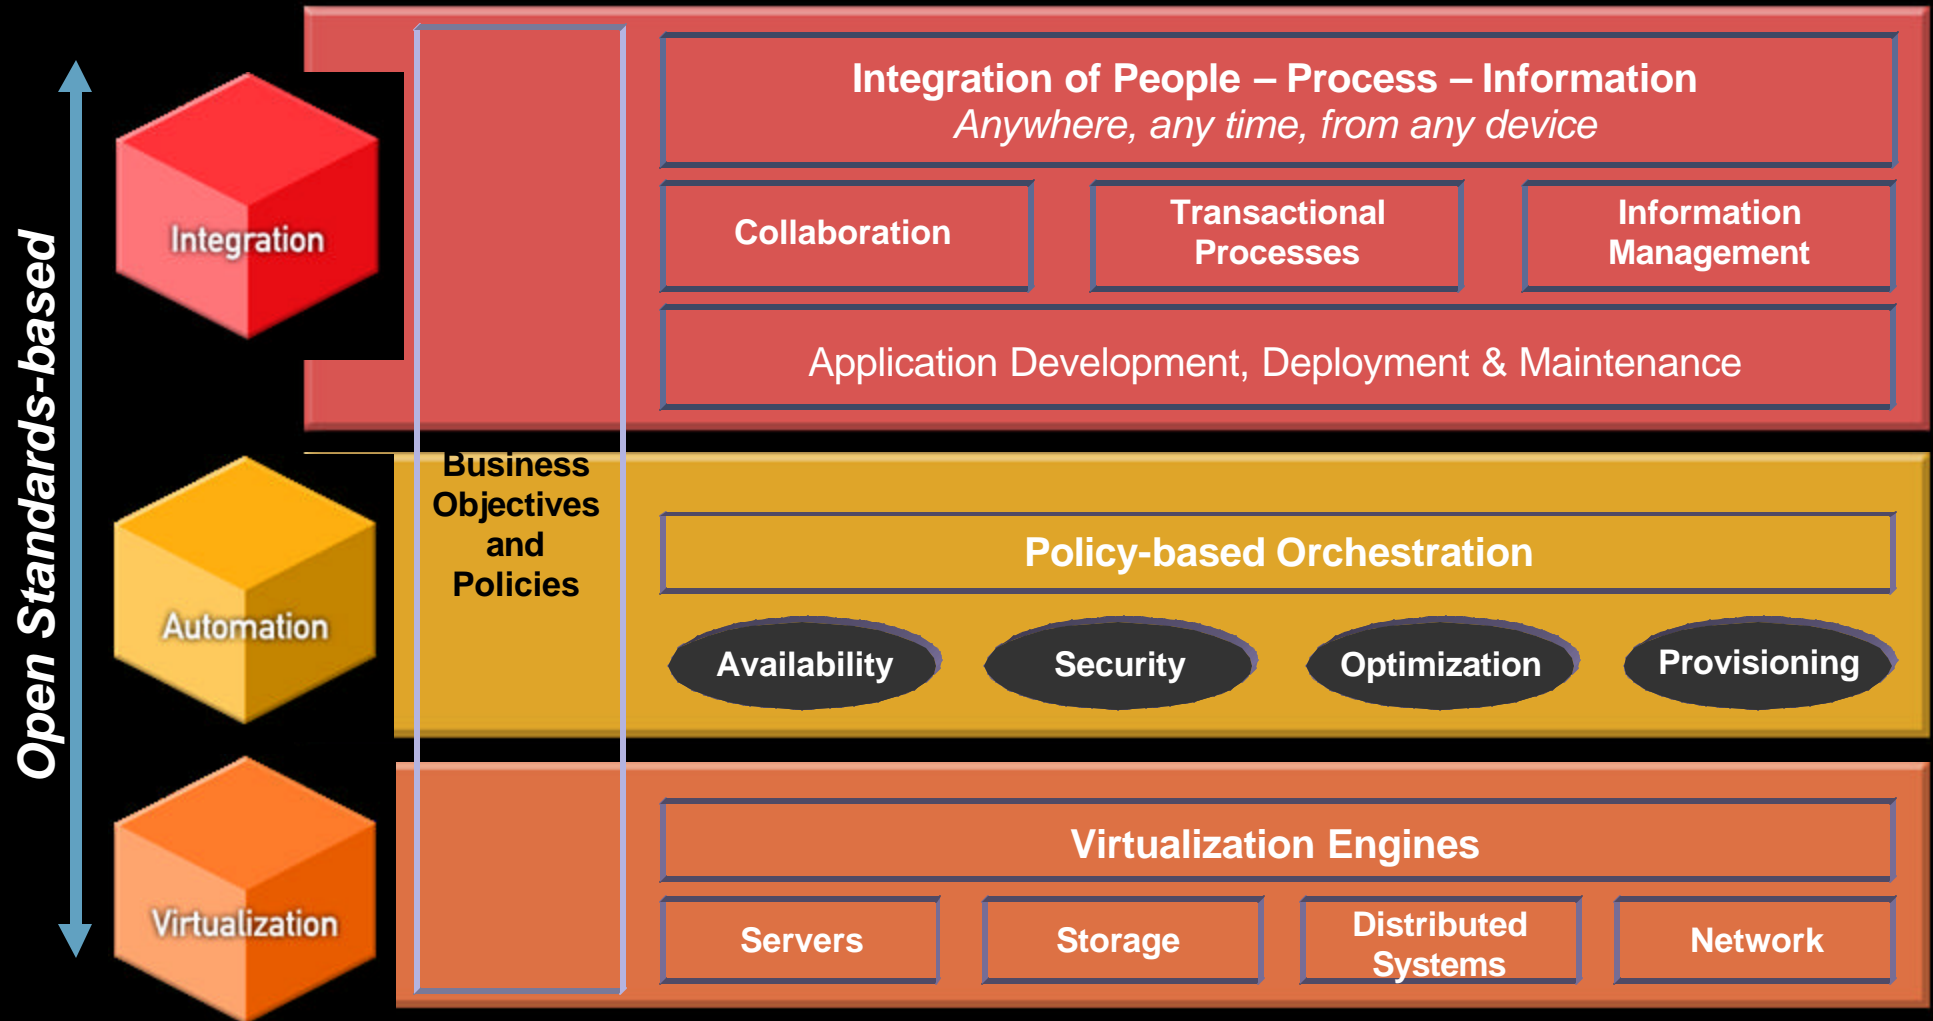 Open Standards-based
Integration
Integration of People – Process – Information
Anywhere, any time, from any device
Collaboration
Transactional
Processes
Information
Management
Application Development, Deployment & Maintenance
Automation
Business
Objectives
and
Policies
Policy-based Orchestration
Availability
Security
Optimization
Provisioning
Virtualization
Virtualization Engines
Servers
Storage
Distributed
Systems
Network